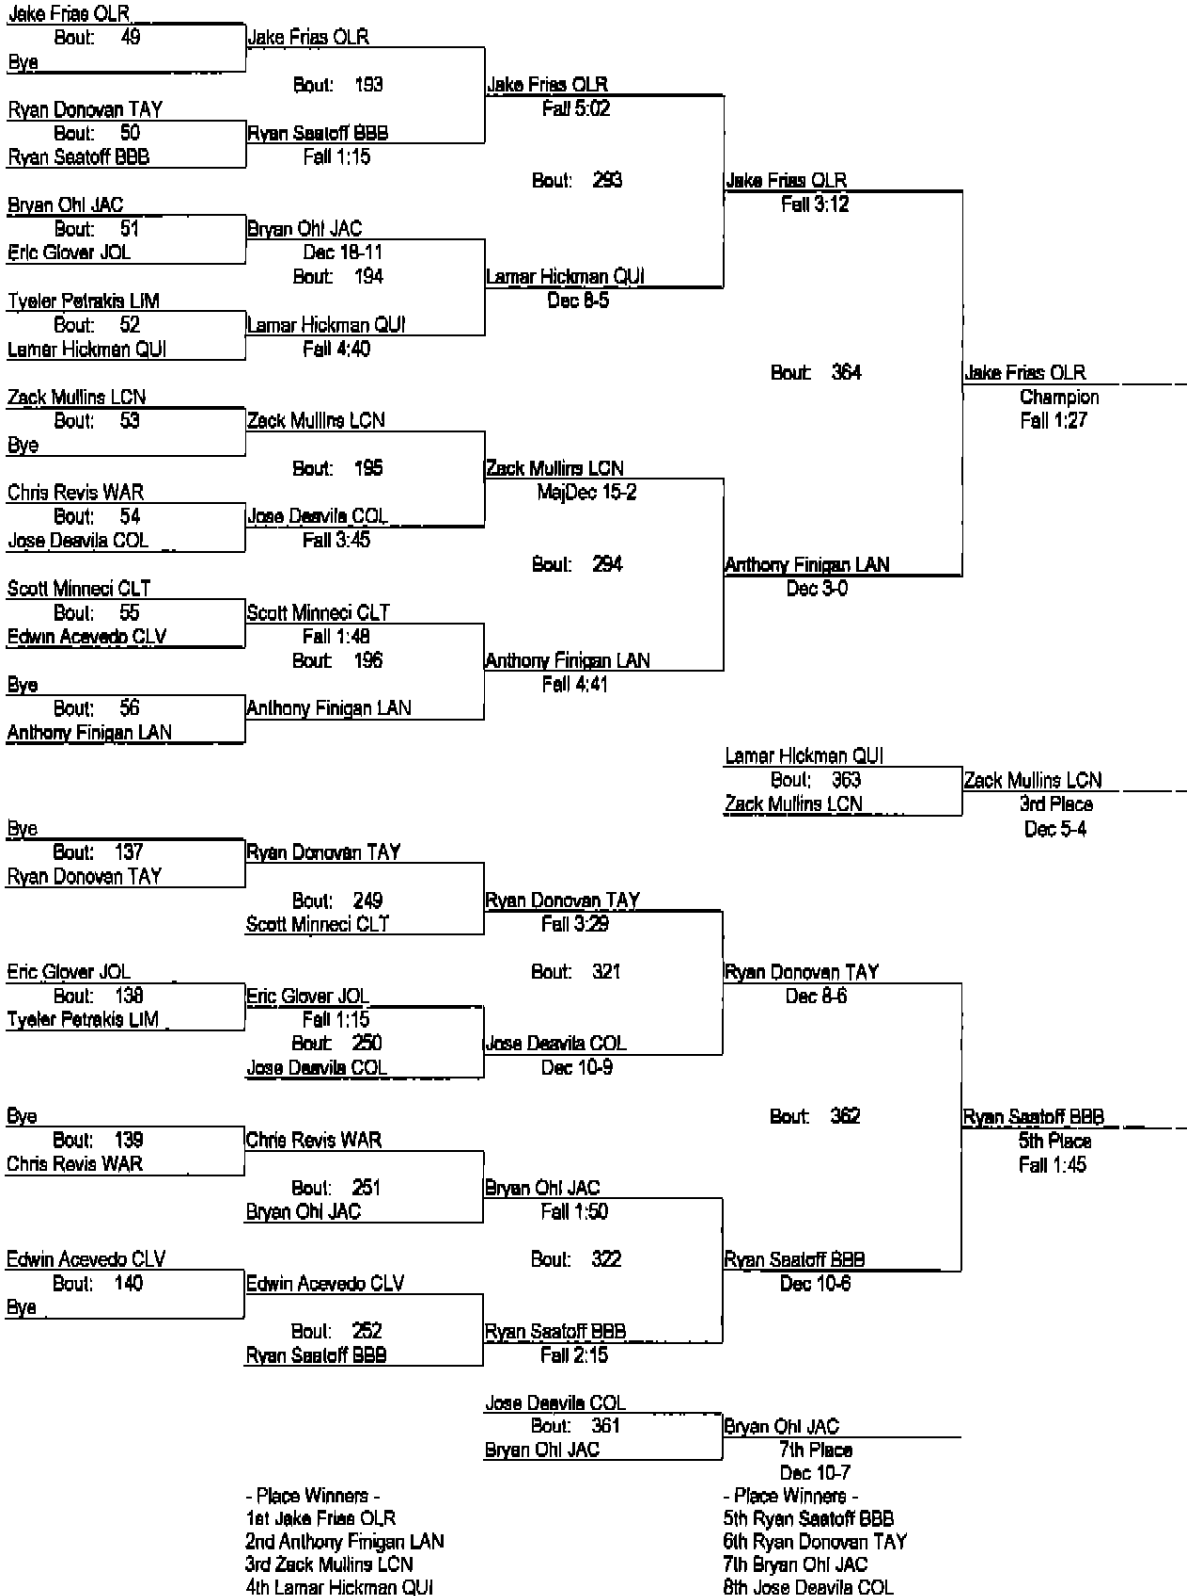 Jake Frias OLR
Bout: 49
Bye
Jake Frias OLR
Bout: 193
Ryan Donovan TAY
Bout: 50
Ryan Saatoff BBB
Ryan Saatoff BBB
Fall 1:15
Jake Frias OLR
Fall 5:02
Bout: 293
Bryan Ohl JAC
Bout: 51
Eric Glover JOL
Bryan Ohl JAC
Dec 18-11
Bout: 194
Tyeler Petrakis LIM
Bout: 52
Lamar Hickman QUI
Lamar Hickman QUI
Fall 4:40
Lamar Hickman QUI
Dec 8-5
Jake Frias OLR
Fall 3:12
Bout: 364
Jake Frias OLR
Champion
Fall 1:27
Zack Mullins LCN
Bout: 53
Bye
Zack Mullins LCN
Bout: 195
Chris Revis WAR
Bout: 54
Jose Deavila COL
Jose Deavila COL
Fall 3:45
Zack Mullins LCN
MajDec 15-2
Bout: 294
Scott Minneci CLT
Bout: 55
Edwin Acevedo CLV
Scott Minneci CLT
Fall 1:48
Bout: 196
Bye
Bout: 56
Anthony Finigan LAN
Anthony Finigan LAN
Anthony Finigan LAN
Fall 4:41
Anthony Finigan LAN
Dec 3-0
Lamar Hickman QUI
Bout: 363
Zack Mullins LCN
Zack Mullins LCN
3rd Place
Dec 5-4
Bye
Bout: 137
Ryan Donovan TAY
Ryan Donovan TAY
Bout: 249
Scott Minneci CLT
Ryan Donovan TAY
Fall 3:29
Bout: 321
Eric Glover JOL
Bout: 138
Tyeler Petrakis LIM
Eric Glover JOL
Fall 1:15
Bout: 250
Jose Deavila COL
Jose Deavila COL
Dec 10-9
Ryan Donovan TAY
Dec 8-6
Bout: 362
Ryan Saatoff BBB
5th Place
Fall 1:45
Bye
Bout: 139
Chris Revis WAR
Chris Revis WAR
Bout: 251
Bryan Ohl JAC
Bryan Ohl JAC
Fall 1:50
Bout: 322
Edwin Acevedo CLV
Bout: 140
Bye
Edwin Acevedo CLV
Bout: 252
Ryan Saatoff BBB
Ryan Saatoff BBB
Fall 2:15
Ryan Saatoff BBB
Dec 10-6
Jose Deavila COL
Bout: 361
Bryan Ohl JAC
Bryan Ohl JAC
7th Place
Dec 10-7
- Place Winners -
1st Jake Frias OLR
2nd Anthony Finigan LAN
3rd Zack Mullins LCN
4th Lamar Hickman QUI
- Place Winners -
5th Ryan Saatoff BBB
6th Ryan Donovan TAY
7th Bryan Ohl JAC
8th Jose Deavila COL